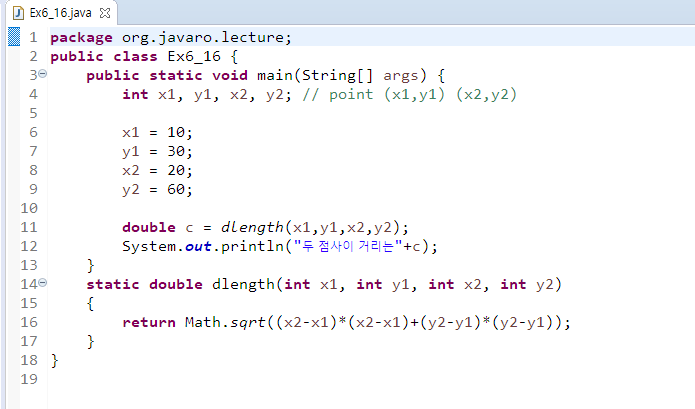 Ex6_16.java
1 package org.javaro.lecture;
2 public class Ex6_16 {
3 public static void main(String[] args) {
4 int x1, y1, x2, y2; // point (x1,y1) (x2,y2)
5
6 x1 = 10;
7 y1 = 30;
8 x2 = 20;
9 y2 = 60;
10
11 double c = dlength(x1,y1,x2,y2);
12 System.out.println("두 점사이 거리는"+c);
13 }
14 static double dlength(int x1, int y1, int x2, int y2)
15 {
16 return Math.sqrt((x2-x1)*(x2-x1)+(y2-y1)*(y2-y1));
17 }
18 }
19